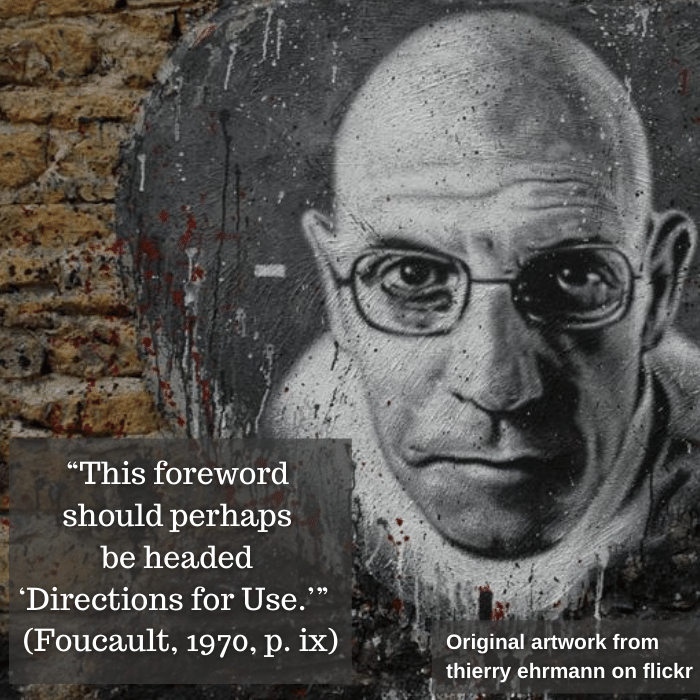 “This foreword
should perhaps
be headed
‘Directions for Use.’”
(Foucault, 1970, p. ix)
Original artwork from
thierry ehrmann on flickr